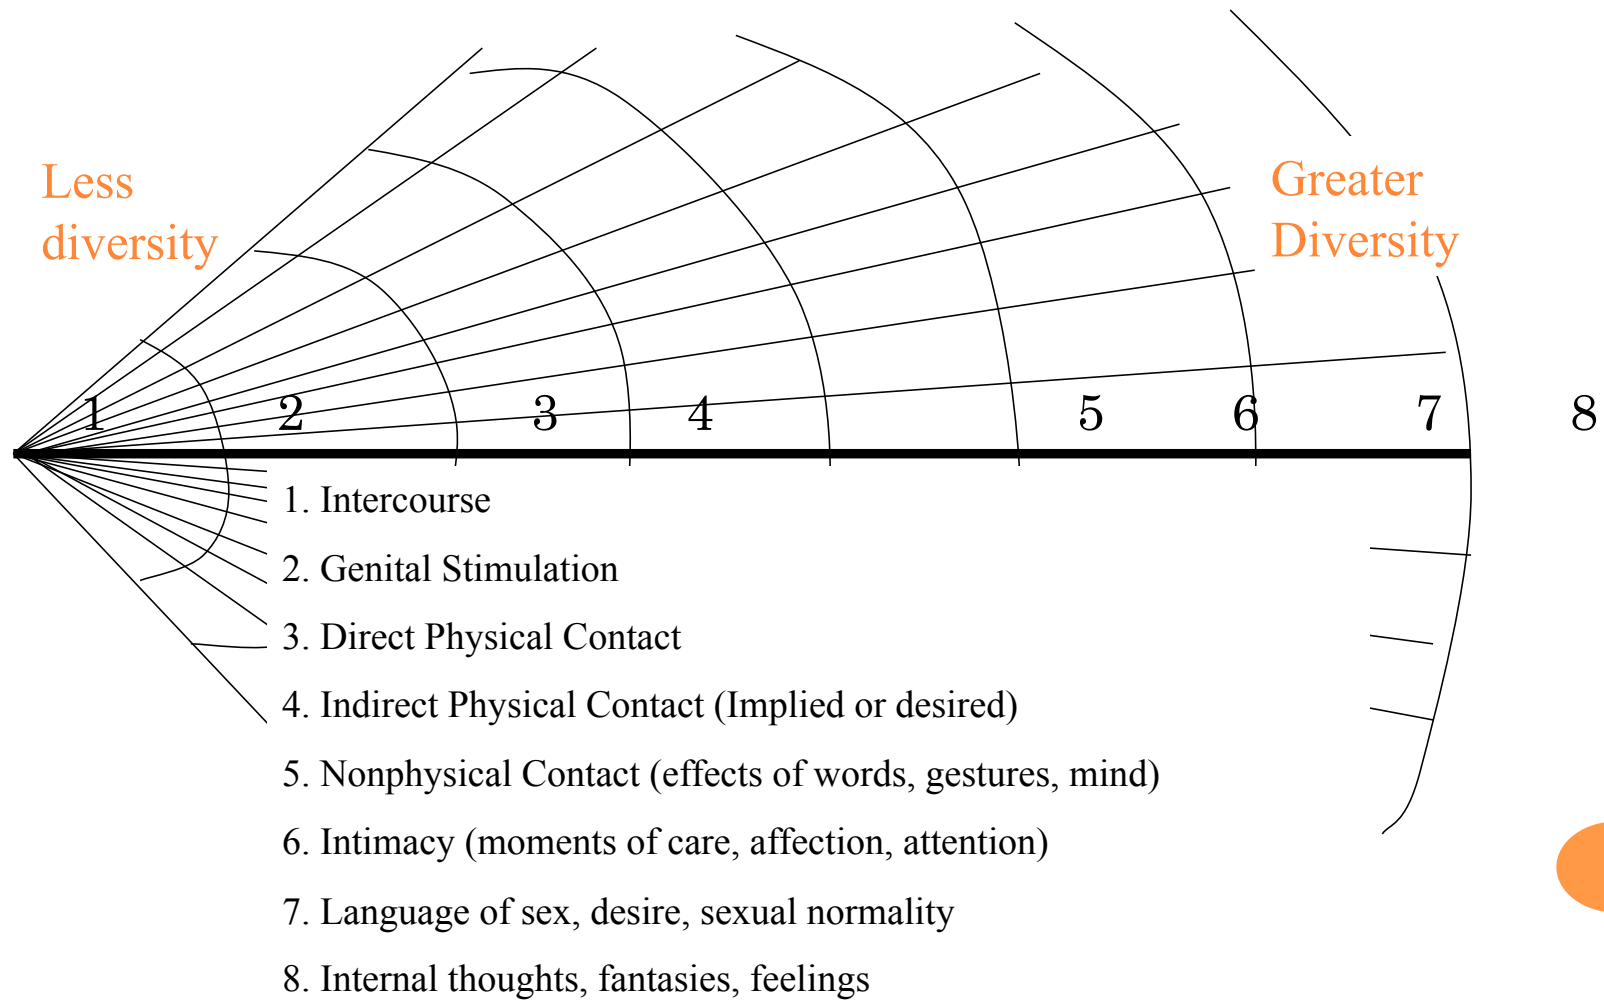 Less
diversity
Greater
Diversity
1 2 3 4 5 6 7 8
1. Intercourse
2. Genital Stimulation
3. Direct Physical Contact
4. Indirect Physical Contact (Implied or desired)
5. Nonphysical Contact (effects of words, gestures, mind)
6. Intimacy (moments of care, affection, attention)
7. Language of sex, desire, sexual normality
8. Internal thoughts, fantasies, feelings